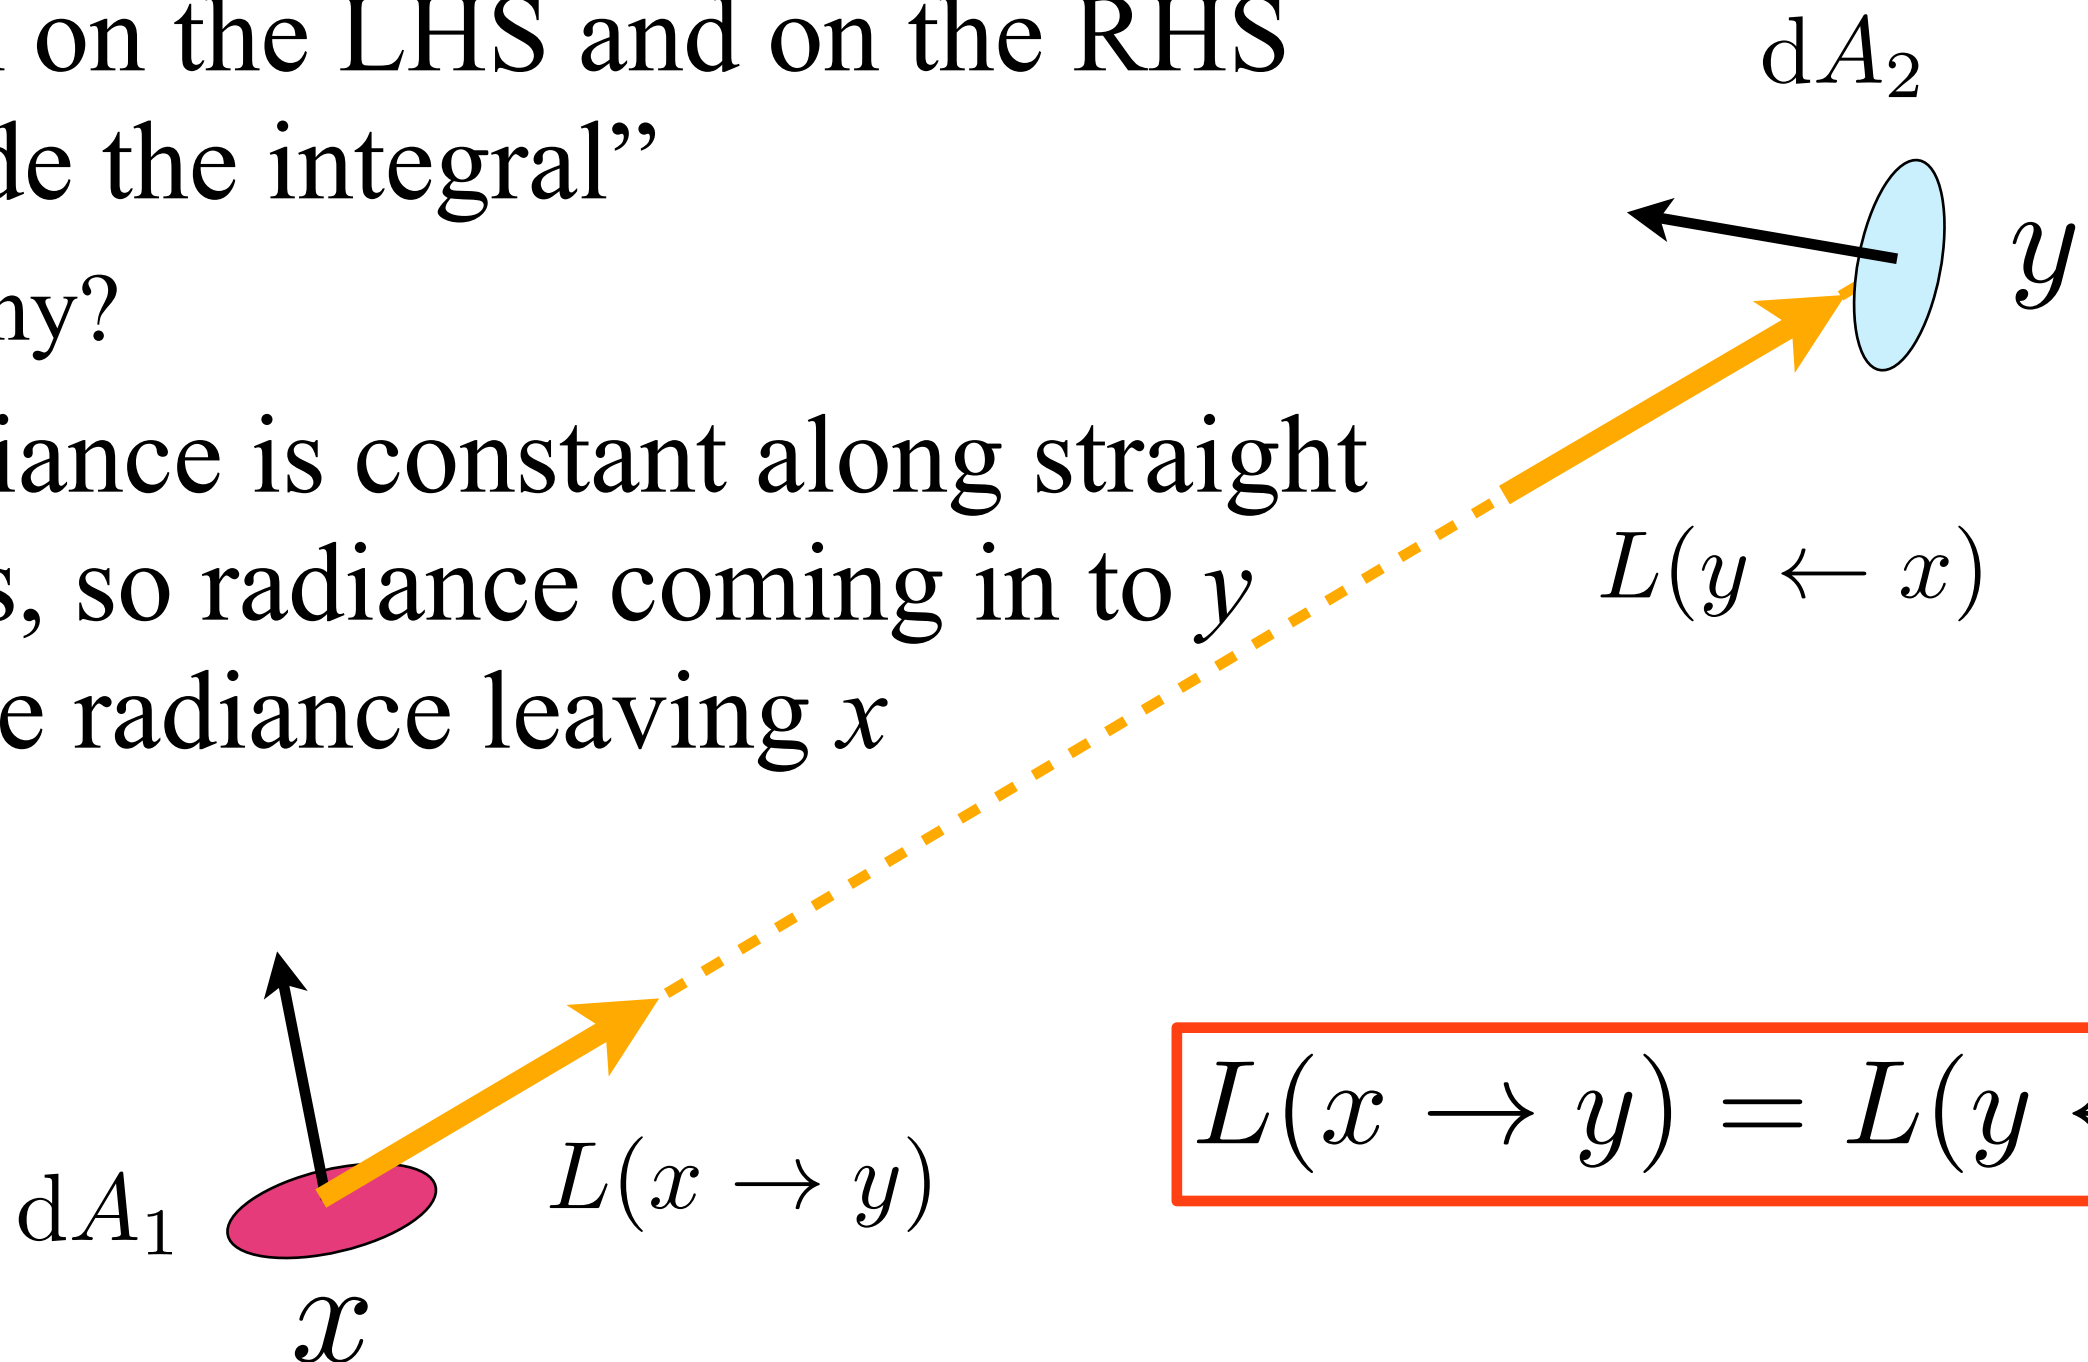 on the LHS and on the RHS
de the integral”
ny?
iance is constant along straight
s, so radiance coming in to y
e radiance leaving x
dA₂
y
L(y ← x)
L(x → y)
dA₁
x
L(x → y) = L(y